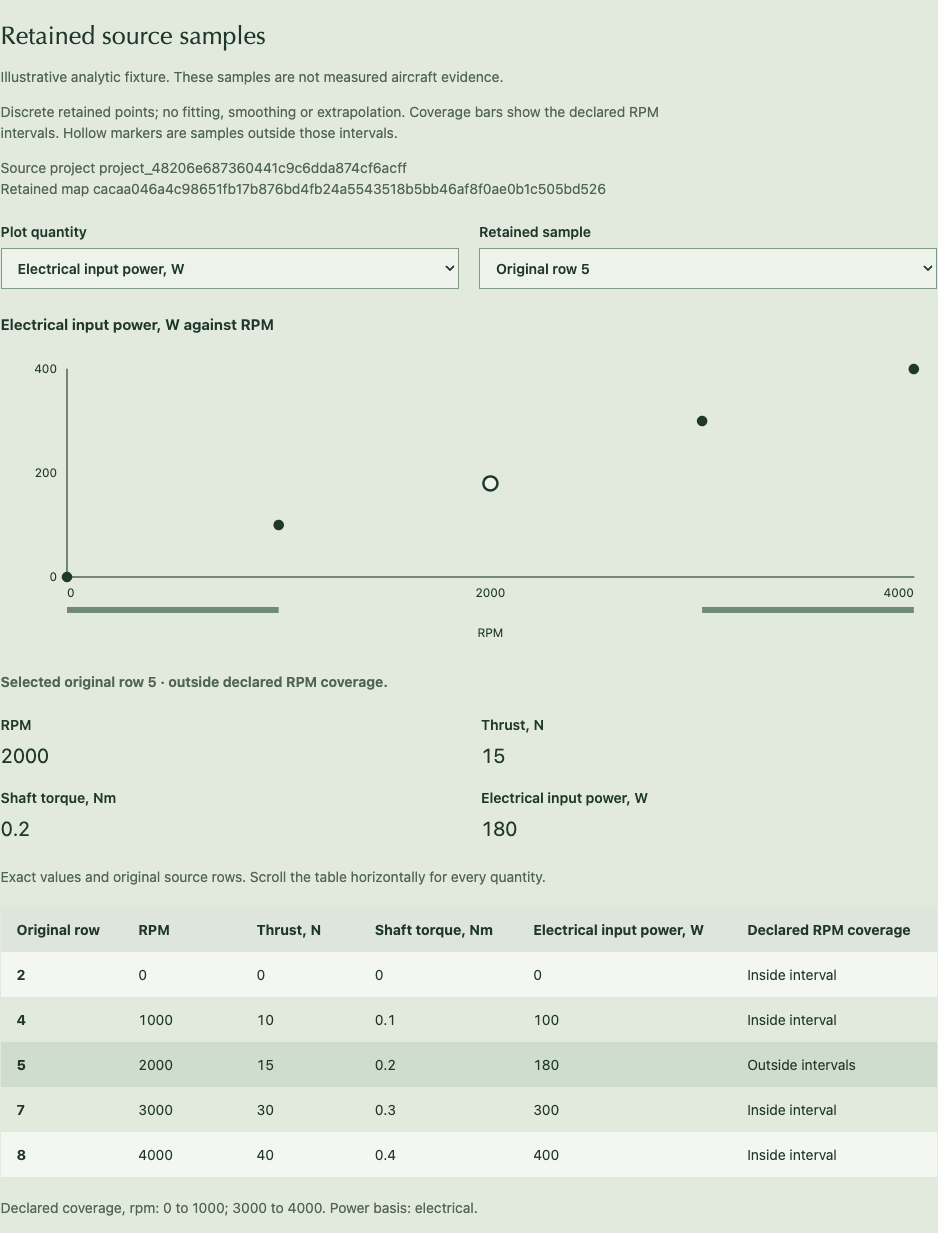 Retained source samples
Illustrative analytic fixture. These samples are not measured aircraft evidence.
Discrete retained points; no fitting, smoothing or extrapolation. Coverage bars show the declared RPM
intervals. Hollow markers are samples outside those intervals.
Source project project_48206e687360441c9c6dda874cf6acff
Retained map cacaa046a4c98651fb17b876bd4fb24a5543518b5bb46af8f0ae0b1c505bd526
Plot quantity
Retained sample
Electrical input power, W
Original row 5
Electrical input power, W against RPM
400
200
0
0 2000 4000
RPM
Selected original row 5 · outside declared RPM coverage.
RPM
2000
Thrust, N
15
Shaft torque, Nm
0.2
Electrical input power, W
180
Exact values and original source rows. Scroll the table horizontally for every quantity.
Original row RPM Thrust, N Shaft torque, Nm Electrical input power, W Declared RPM coverage
2 0 0 0 0 Inside interval
4 1000 10 0.1 100 Inside interval
5 2000 15 0.2 180 Outside intervals
7 3000 30 0.3 300 Inside interval
8 4000 40 0.4 400 Inside interval
Declared coverage, rpm: 0 to 1000; 3000 to 4000. Power basis: electrical.